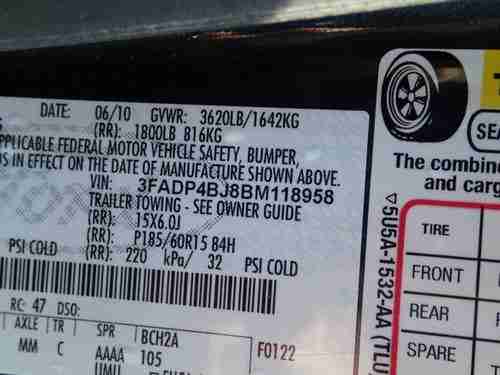 DATE: 06/10 GVWR: 3620LB/1642KG
(RR): 1800LB 816KG
APPLICABLE FEDERAL MOTOR VEHICLE SAFETY, BUMPER,
IN EFFECT ON THE DATE OF MANUFACTURE SHOWN ABOVE.
VIN: 3FADP4BJ8BM118958
TRAILER TOWING - SEE OWNER GUIDE
(RR): 15X6.0J
(RR): P185/60R15 84H
PSI COLD (RR): 220 kPa/ 32 PSI COLD
RC: 47 DSO:
AXLE TR SPR BCH2A F0122
MM C AAAA 105
UMU
SEA
The combine
and carg
5U5A-1532-AA (TLU
TIRE
FRONT
REAR P
SPARE